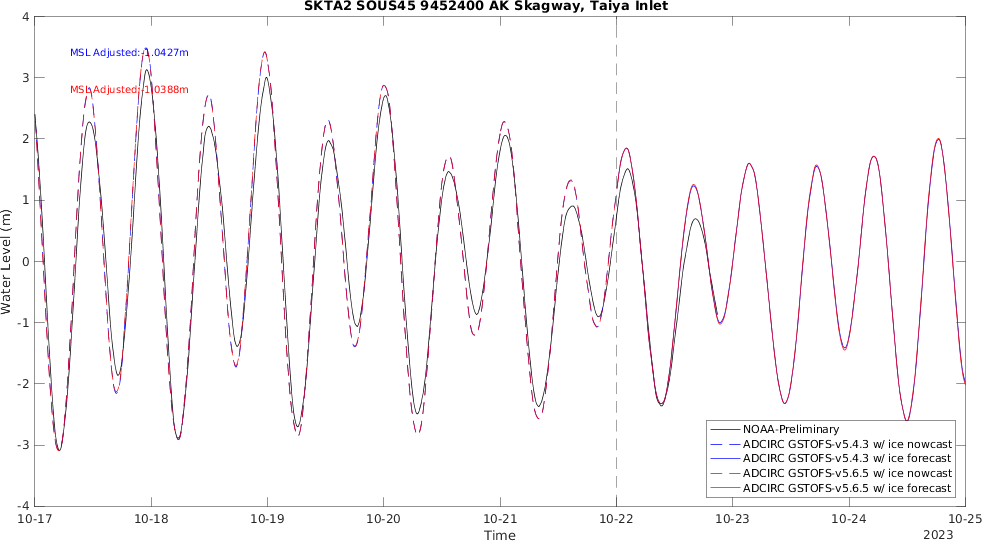 SKTA2 SOUS45 9452400 AK Skagway, Taiya Inlet
4
MSL Adjusted:-1.0427m
3
MSL Adjusted:-1.0388m
2
1
0
-1
-2
-3
-4
Water Level (m)
NOAA-Preliminary
ADCIRC GSTOFS-v5.4.3 w/ ice nowcast
ADCIRC GSTOFS-v5.4.3 w/ ice forecast
ADCIRC GSTOFS-v5.6.5 w/ ice nowcast
ADCIRC GSTOFS-v5.6.5 w/ ice forecast
10-17 10-18 10-19 10-20 10-21 10-22 10-23 10-24 10-25
Time
2023